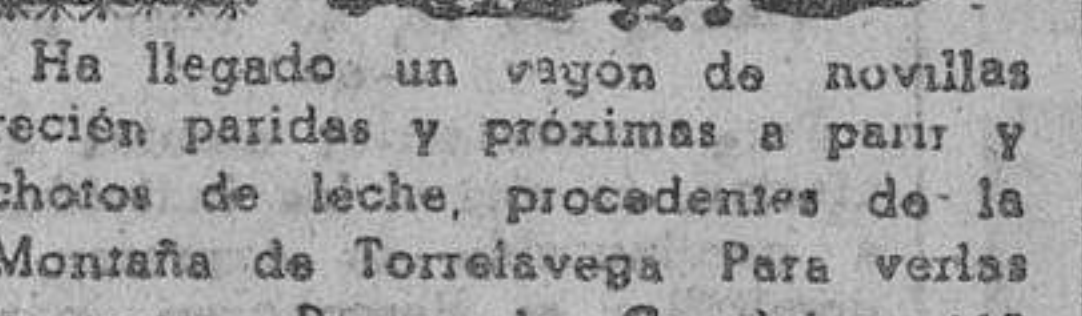 Ha llegado un vagón de novillas
recién paridas y próximas a parir y
chotos de leche, procedentes de la
Montaña de Torrelavega Para verlas